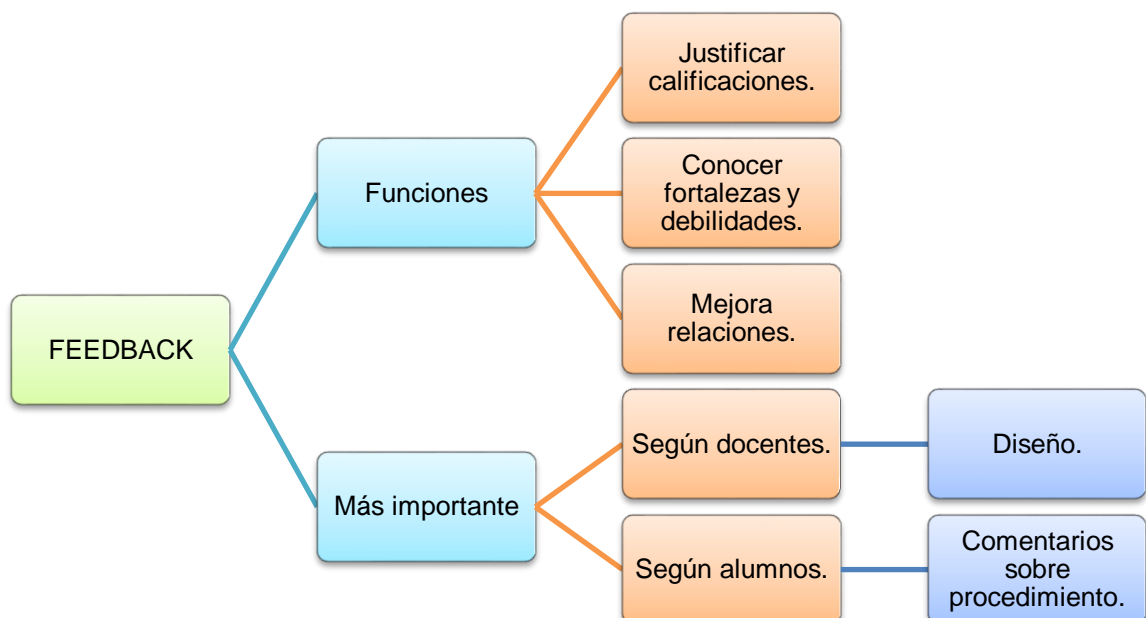 FEEDBACK
Funciones
Justificar
calificaciones.
Conocer
fortalezas y
debilidades.
Mejora
relaciones.
Más importante
Según docentes.
Diseño.
Según alumnos.
Comentarios
sobre
procedimiento.